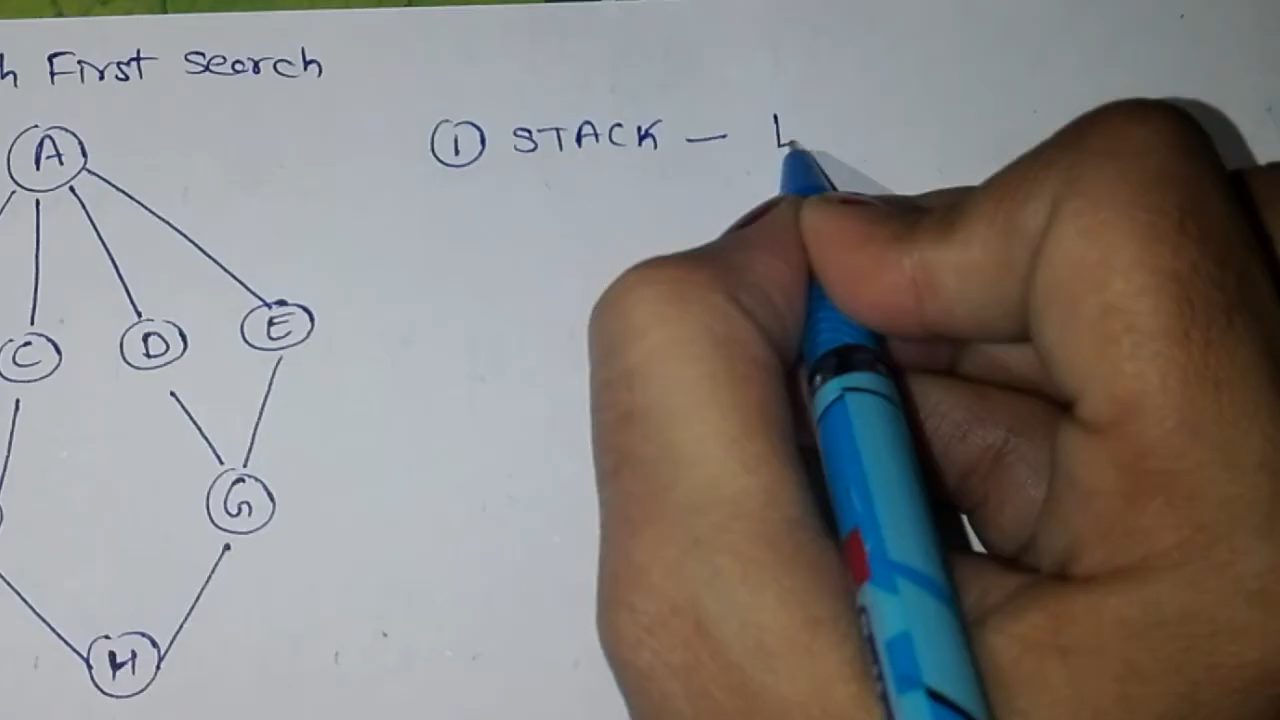 h First Search
① STACK — L
A
C D E
G
H